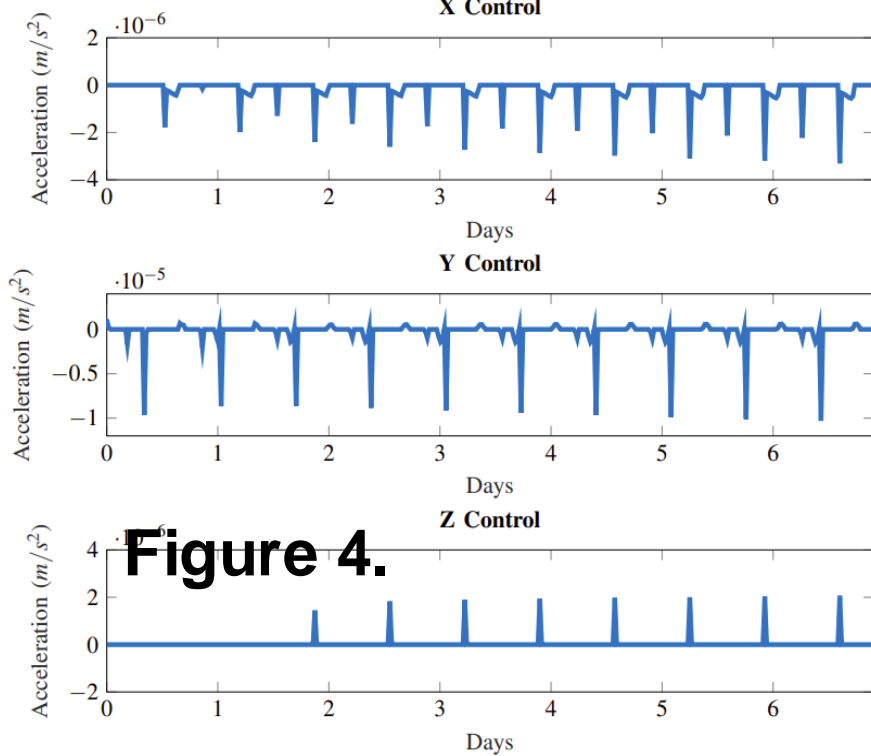 X Control
·10⁻⁶
Acceleration (m/s²)
2
0
−2
−4
0 1 2 3 4 5 6
Days
Y Control
·10⁻⁵
Acceleration (m/s²)
0
−0.5
−1
0 1 2 3 4 5 6
Days
Z Control
Figure 4.
Acceleration (m/s²)
4
2
0
−2
0 1 2 3 4 5 6
Days